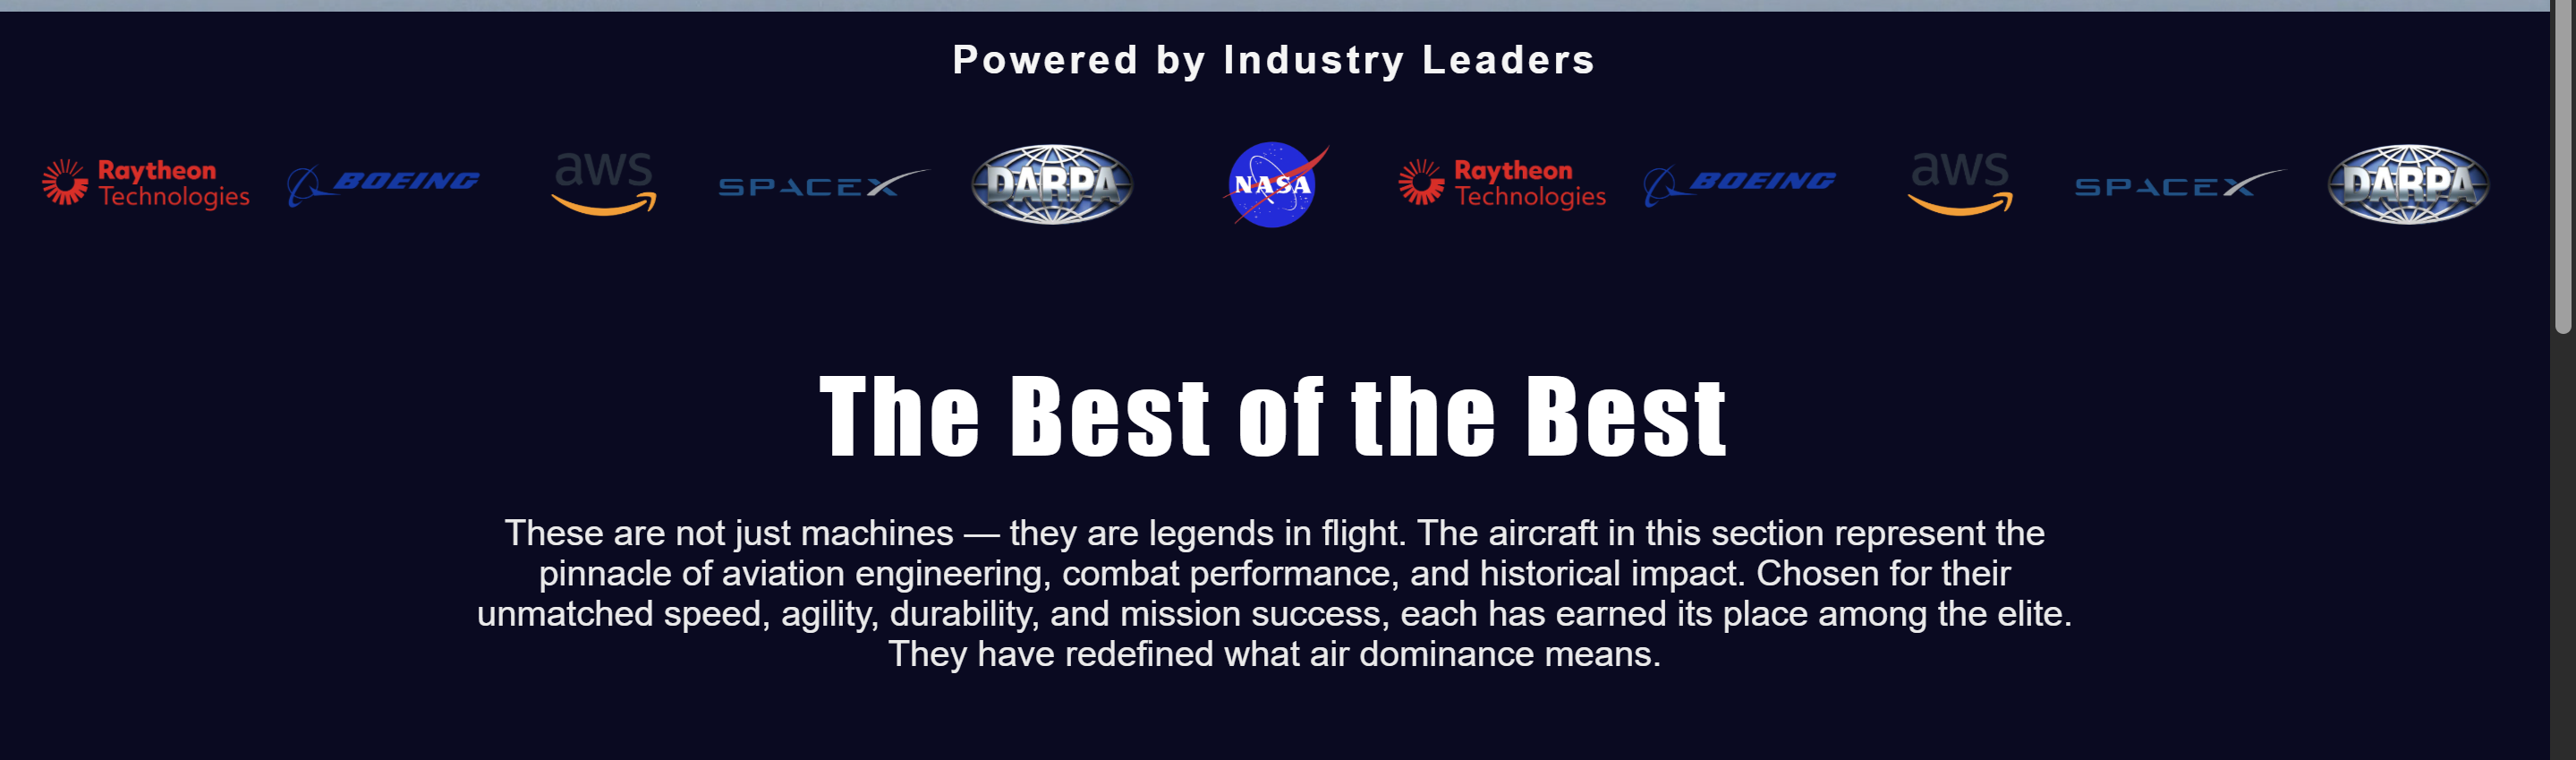 Powered by Industry Leaders
Raytheon Technologies BOEING aws SPACEX DARPA NASA Raytheon Technologies BOEING aws SPACEX DARPA
The Best of the Best
These are not just machines — they are legends in flight. The aircraft in this section represent the
pinnacle of aviation engineering, combat performance, and historical impact. Chosen for their
unmatched speed, agility, durability, and mission success, each has earned its place among the elite.
They have redefined what air dominance means.